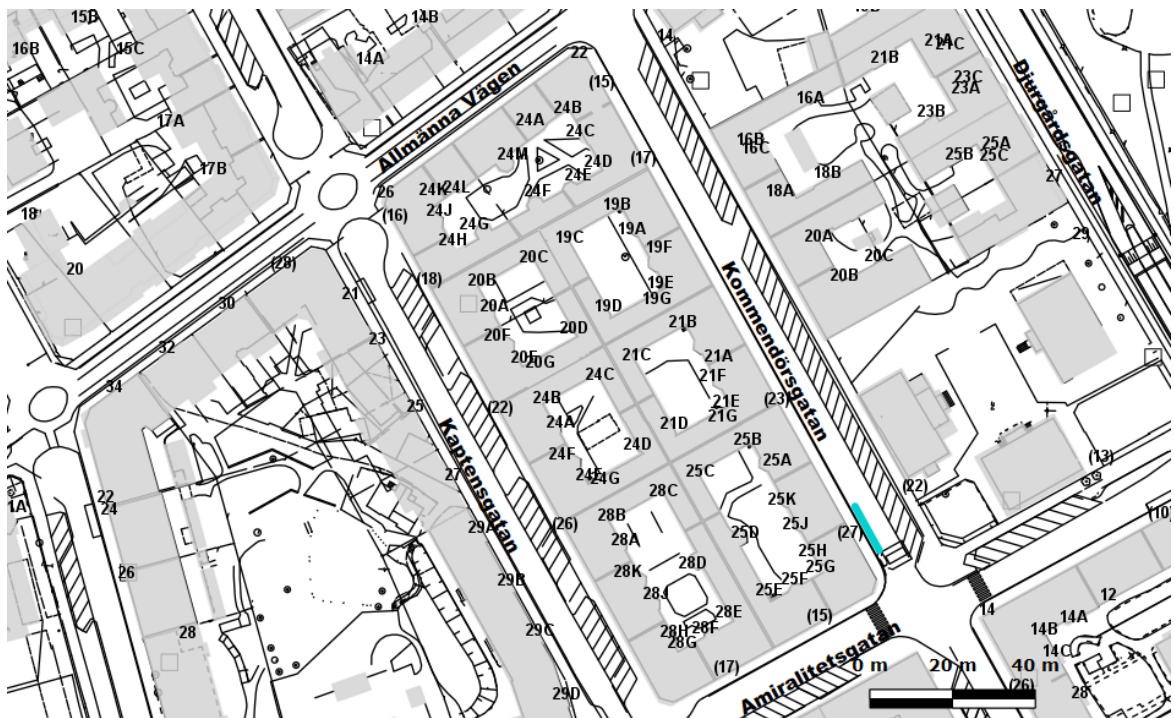 15B
14B
16B
15C
14A
22
14
16B
21A
21C
21B
(15)
23C
23A
Allmänna Vägen
16A
Djurgårdsgatan
17A
24B
24A
24C
23B
16B
16C
25A
25B
25C
24M
(17)
24D
17B
24E
18B
27
26
24K
24L
24F
18A
19B
18
24J
(16)
24G
19A
20A
29
24H
19C
19F
20
(28)
20C
20C
20B
(18)
20B
19E
21
30
20A
19D
19G
Kommendörsgatan
20F
20D
21B
23
32
20E
20G
21C
21A
34
24C
21F
24B
21E
(23)
25
(22)
24A
21G
21D
24D
25B
24F
25C
25A
(13)
27
24E
24G
Kaptensgatan
28C
(22)
22
24
1A
25K
(10)
28B
25J
29A
(26)
28A
25D
(27)
25H
28D
26
28K
25G
29B
25F
28J
25E
12
28E
14
(15)
14A
29C
28F
14B
28
28H
28G
14C
(17)
Amiralitetsgatan
0 m 20 m 40 m
(26)
28
29D